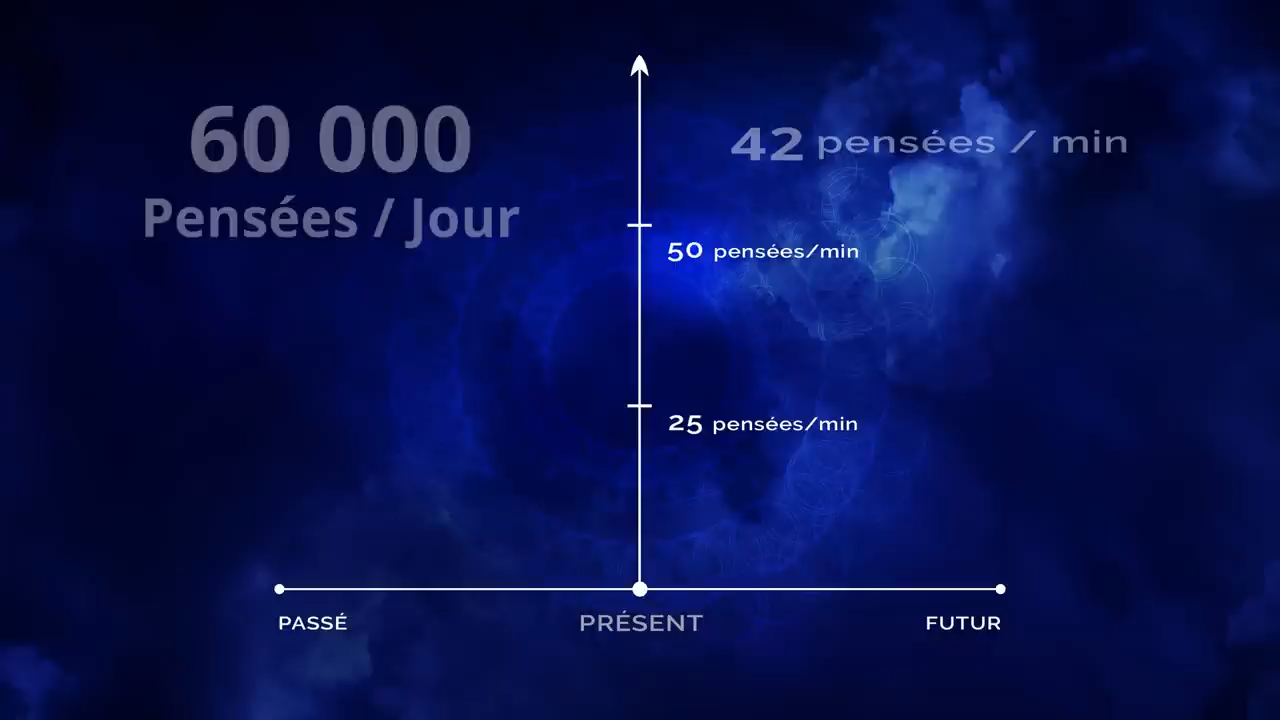 60 000
Pensées / Jour
42 pensées / min
50 pensées/min
25 pensées/min
PASSÉ
PRÉSENT
FUTUR